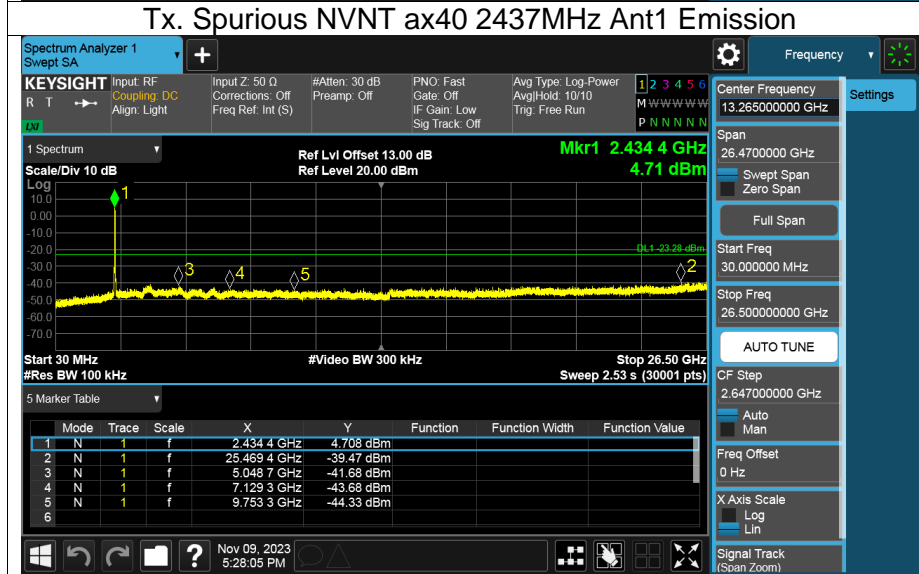 Tx. Spurious NVNT ax40 2437MHz Ant1 Emission
Spectrum Analyzer 1
Swept SA
+
Frequency
KEYSIGHT
R T
LXI
Input: RF
Coupling: DC
Align: Light
Input Z: 50 Ω
Corrections: Off
Freq Ref: Int (S)
#Atten: 30 dB
Preamp: Off
PNO: Fast
Gate: Off
IF Gain: Low
Sig Track: Off
Avg Type: Log-Power
Avg|Hold: 10/10
Trig: Free Run
1 2 3 4 5 6
M W W W W W
P N N N N N
1 Spectrum
Scale/Div 10 dB
Ref Lvl Offset 13.00 dB
Ref Level 20.00 dBm
Mkr1 2.434 4 GHz
4.71 dBm
Log
10.0
0.00
-10.0
-20.0
-30.0
-40.0
-50.0
-60.0
-70.0
1
3
4
5
2
DL1 -23.28 dBm
Start 30 MHz
#Res BW 100 kHz
#Video BW 300 kHz
Stop 26.50 GHz
Sweep 2.53 s (30001 pts)
5 Marker Table
Mode Trace Scale X Y Function Function Width Function Value
1 N 1 f 2.434 4 GHz 4.708 dBm
2 N 1 f 25.469 4 GHz -39.47 dBm
3 N 1 f 5.048 7 GHz -41.68 dBm
4 N 1 f 7.129 3 GHz -43.68 dBm
5 N 1 f 9.753 3 GHz -44.33 dBm
6
?
Nov 09, 2023
5:28:05 PM
Center Frequency
13.265000000 GHz
Settings
Span
26.4700000 GHz
Swept Span
Zero Span
Full Span
Start Freq
30.000000 MHz
Stop Freq
26.500000000 GHz
AUTO TUNE
CF Step
2.647000000 GHz
Auto
Man
Freq Offset
0 Hz
X Axis Scale
Log
Lin
Signal Track
(Span Zoom)